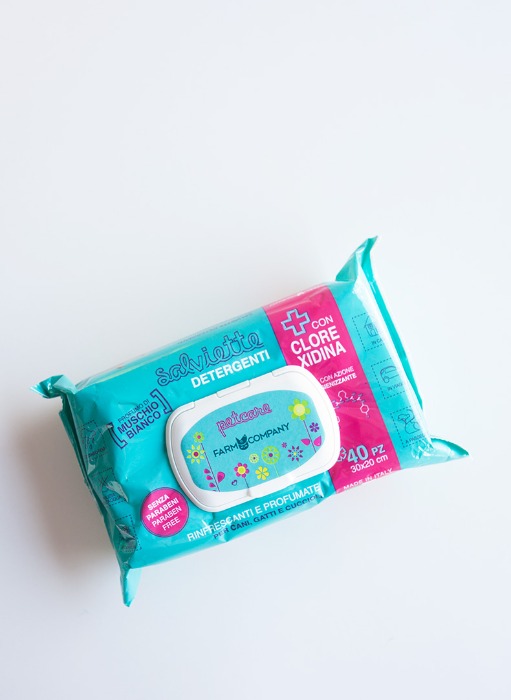 salviette
DETERGENTI
PROFUMO DI
MUSCHIO
BIANCO
CON
CLORE
XIDINA
CON AZIONE
IGIENIZZANTE
petcare
FARM COMPANY
40 PZ
30x20 cm
MADE IN ITALY
SENZA
PARABENI
PARABEN
FREE
RINFRESCANTI E PROFUMATE
PER CANI, GATTI E CUCCIOLI